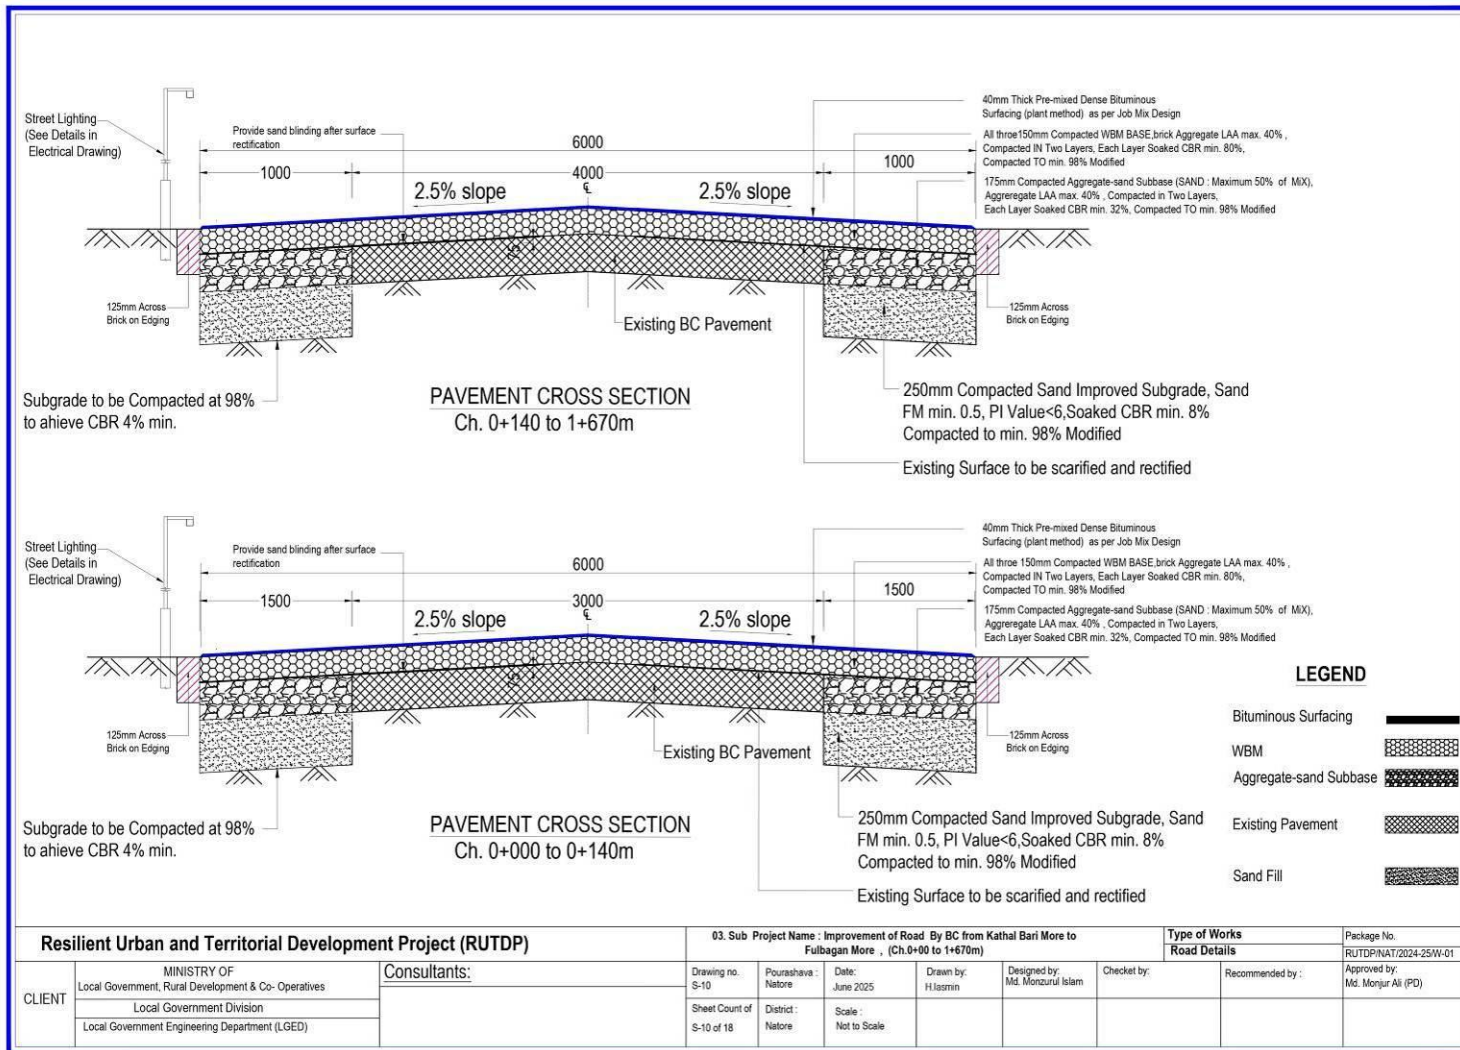 Street Lighting
(See Details in
Electrical Drawing)
Provide sand blinding after surface
rectification
6000
1000
4000
1000
℄
2.5% slope
2.5% slope
75
40mm Thick Pre-mixed Dense Bituminous
Surfacing (plant method) as per Job Mix Design
All throe150mm Compacted WBM BASE,brick Aggregate LAA max. 40% ,
Compacted IN Two Layers, Each Layer Soaked CBR min. 80%,
Compacted TO min. 98% Modified
175mm Compacted Aggregate-sand Subbase (SAND : Maximum 50% of MiX),
Aggreregate LAA max. 40% , Compacted in Two Layers,
Each Layer Soaked CBR min. 32%, Compacted TO min. 98% Modified
125mm Across
Brick on Edging
125mm Across
Brick on Edging
Existing BC Pavement
Subgrade to be Compacted at 98%
to ahieve CBR 4% min.
PAVEMENT CROSS SECTION
Ch. 0+140 to 1+670m
250mm Compacted Sand Improved Subgrade, Sand
FM min. 0.5, PI Value<6,Soaked CBR min. 8%
Compacted to min. 98% Modified
Existing Surface to be scarified and rectified
Street Lighting
(See Details in
Electrical Drawing)
Provide sand blinding after surface
rectification
6000
1500
3000
1500
℄
2.5% slope
2.5% slope
75
40mm Thick Pre-mixed Dense Bituminous
Surfacing (plant method) as per Job Mix Design
All throe 150mm Compacted WBM BASE,brick Aggregate LAA max. 40% ,
Compacted IN Two Layers, Each Layer Soaked CBR min. 80%,
Compacted TO min. 98% Modified
175mm Compacted Aggregate-sand Subbase (SAND : Maximum 50% of MiX),
Aggreregate LAA max. 40% , Compacted in Two Layers,
Each Layer Soaked CBR min. 32%, Compacted TO min. 98% Modified
125mm Across
Brick on Edging
125mm Across
Brick on Edging
Existing BC Pavement
Subgrade to be Compacted at 98%
to ahieve CBR 4% min.
PAVEMENT CROSS SECTION
Ch. 0+000 to 0+140m
250mm Compacted Sand Improved Subgrade, Sand
FM min. 0.5, PI Value<6,Soaked CBR min. 8%
Compacted to min. 98% Modified
Existing Surface to be scarified and rectified
LEGEND
Bituminous Surfacing
WBM
Aggregate-sand Subbase
Existing Pavement
Sand Fill
Resilient Urban and Territorial Development Project (RUTDP)
CLIENT
MINISTRY OF
Local Government, Rural Development & Co- Operatives
Local Government Division
Local Government Engineering Department (LGED)
Consultants:
03. Sub Project Name : Improvement of Road By BC from Kathal Bari More to
Fulbagan More , (Ch.0+00 to 1+670m)
Type of Works
Road Details
Package No.
RUTDP/NAT/2024-25/W-01
Drawing no.
S-10
Pourashava :
Natore
Date:
June 2025
Drawn by:
H.Iasmin
Designed by:
Md. Monzurul Islam
Checket by:
Recommended by :
Approved by:
Md. Monjur Ali (PD)
Sheet Count of
S-10 of 18
District :
Natore
Scale :
Not to Scale